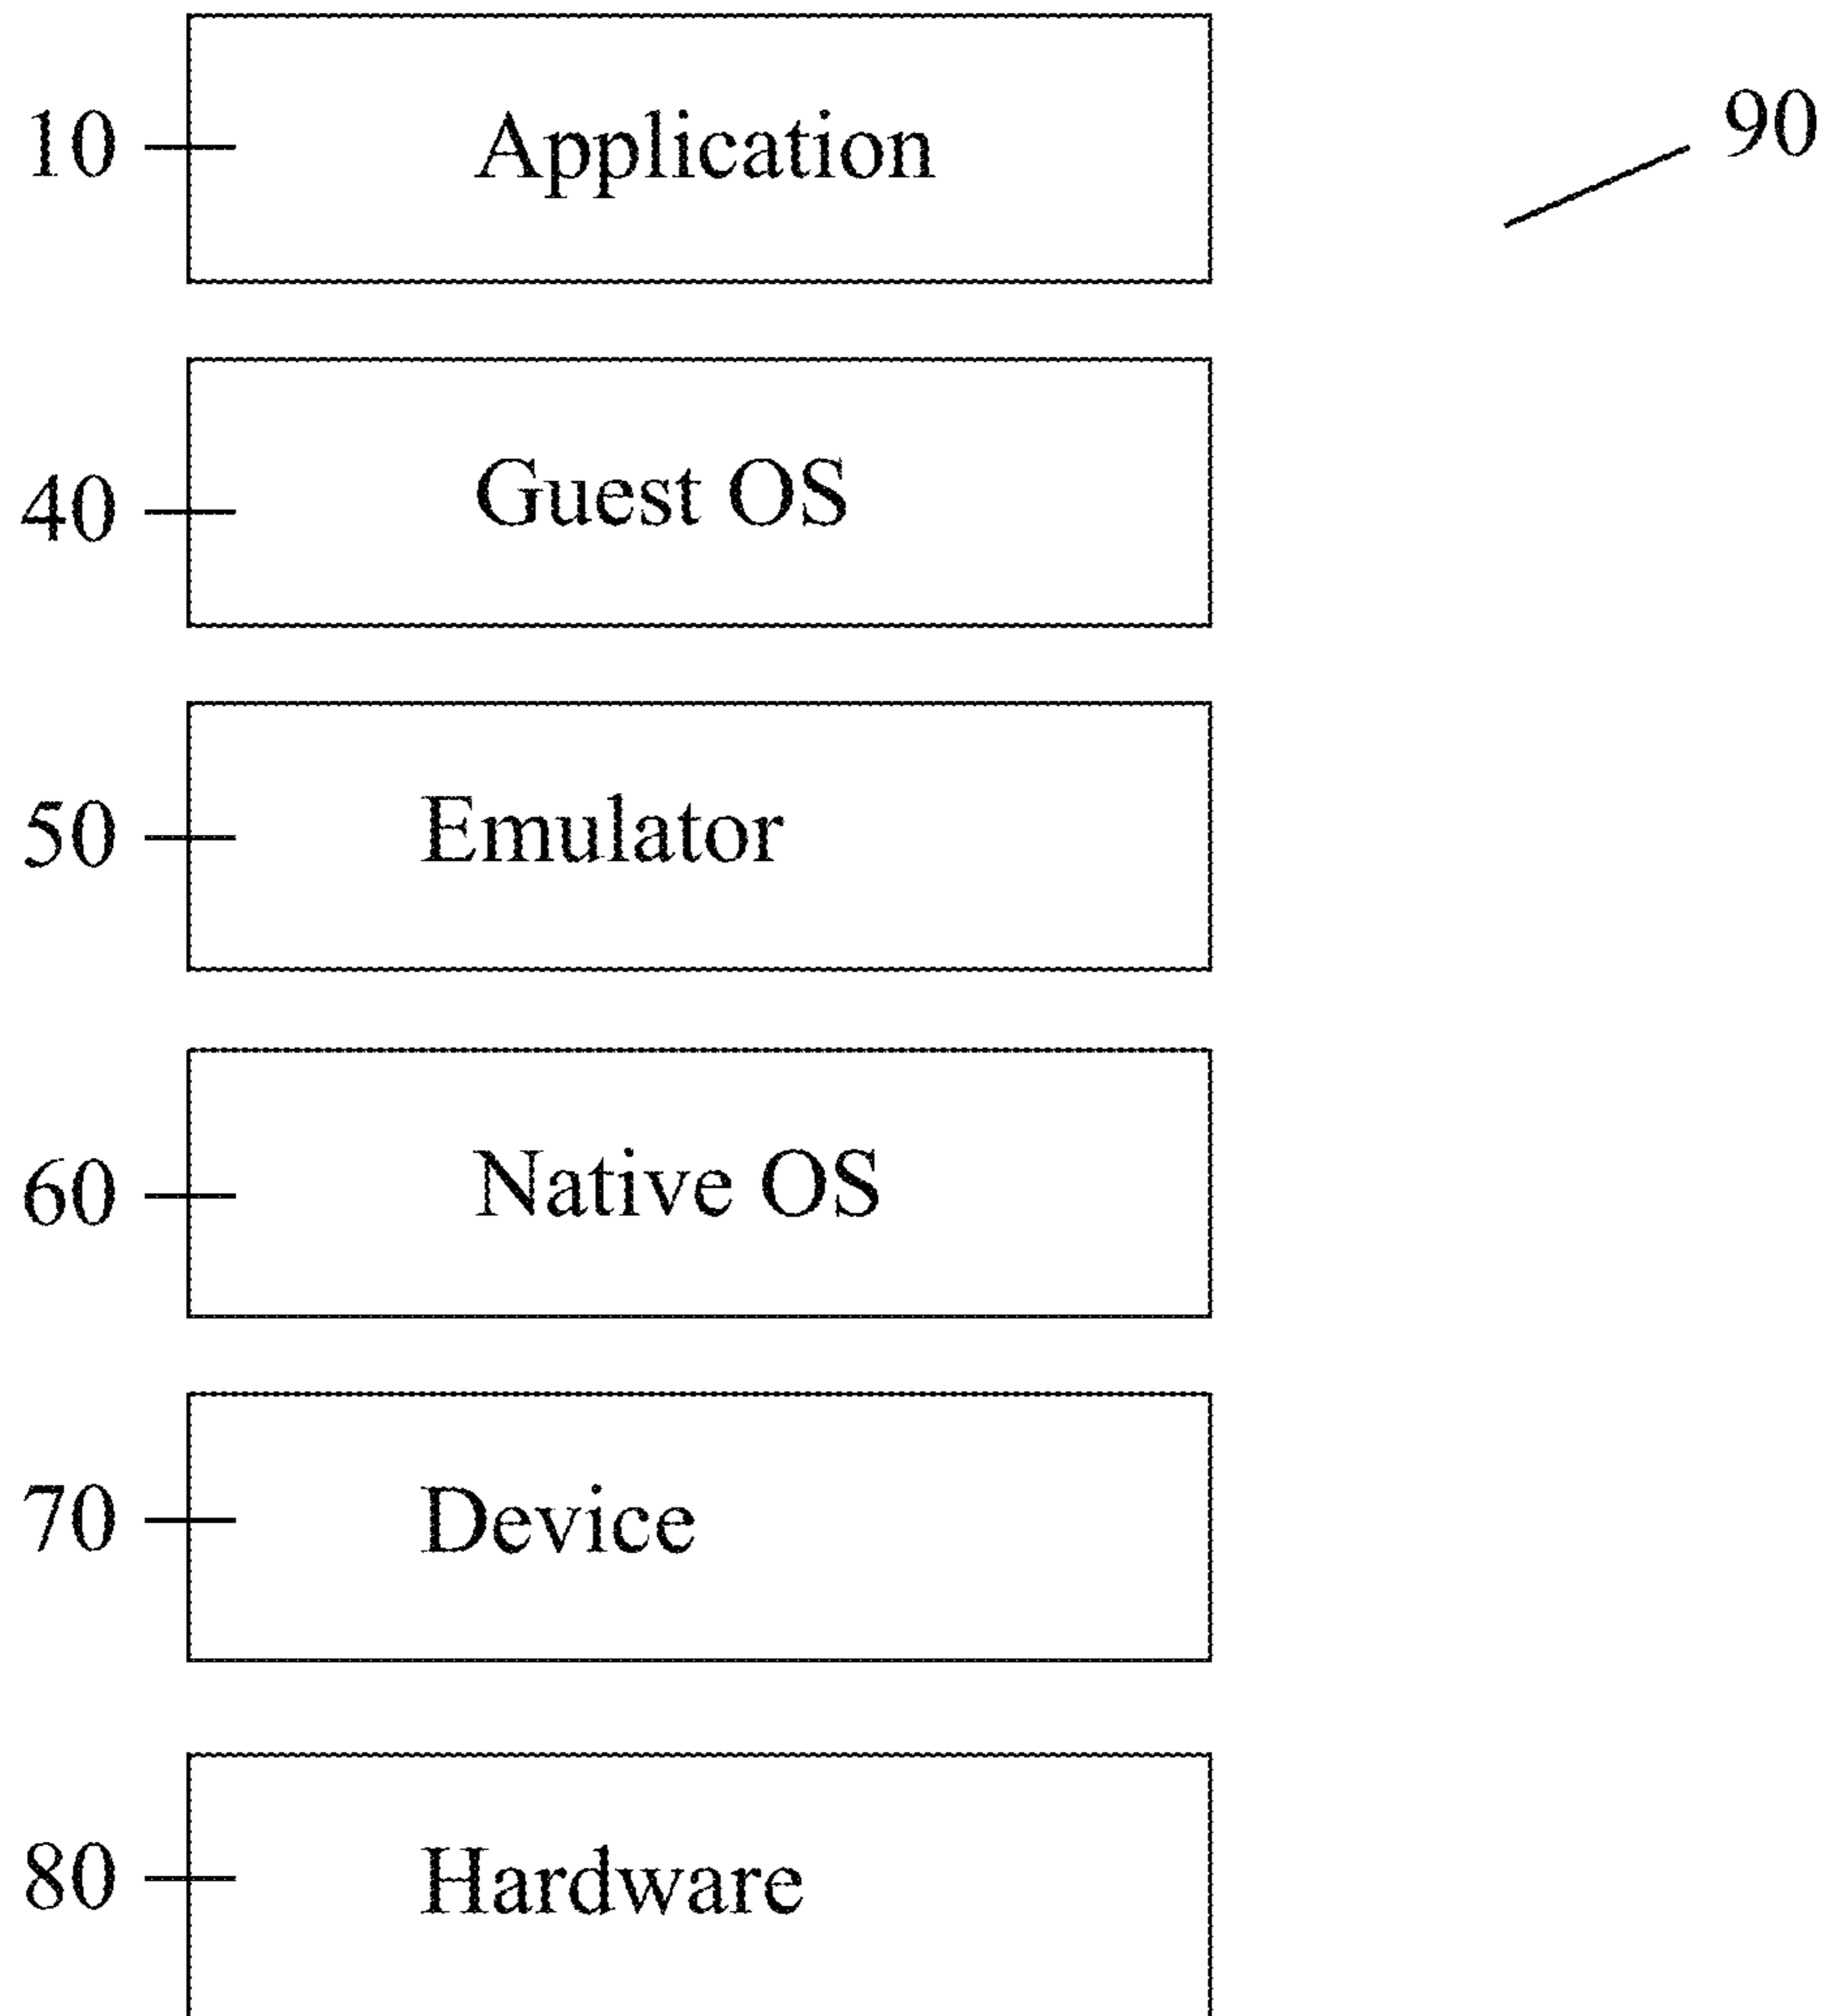 10 Application 90
40 Guest OS
50 Emulator
60 Native OS
70 Device
80 Hardware